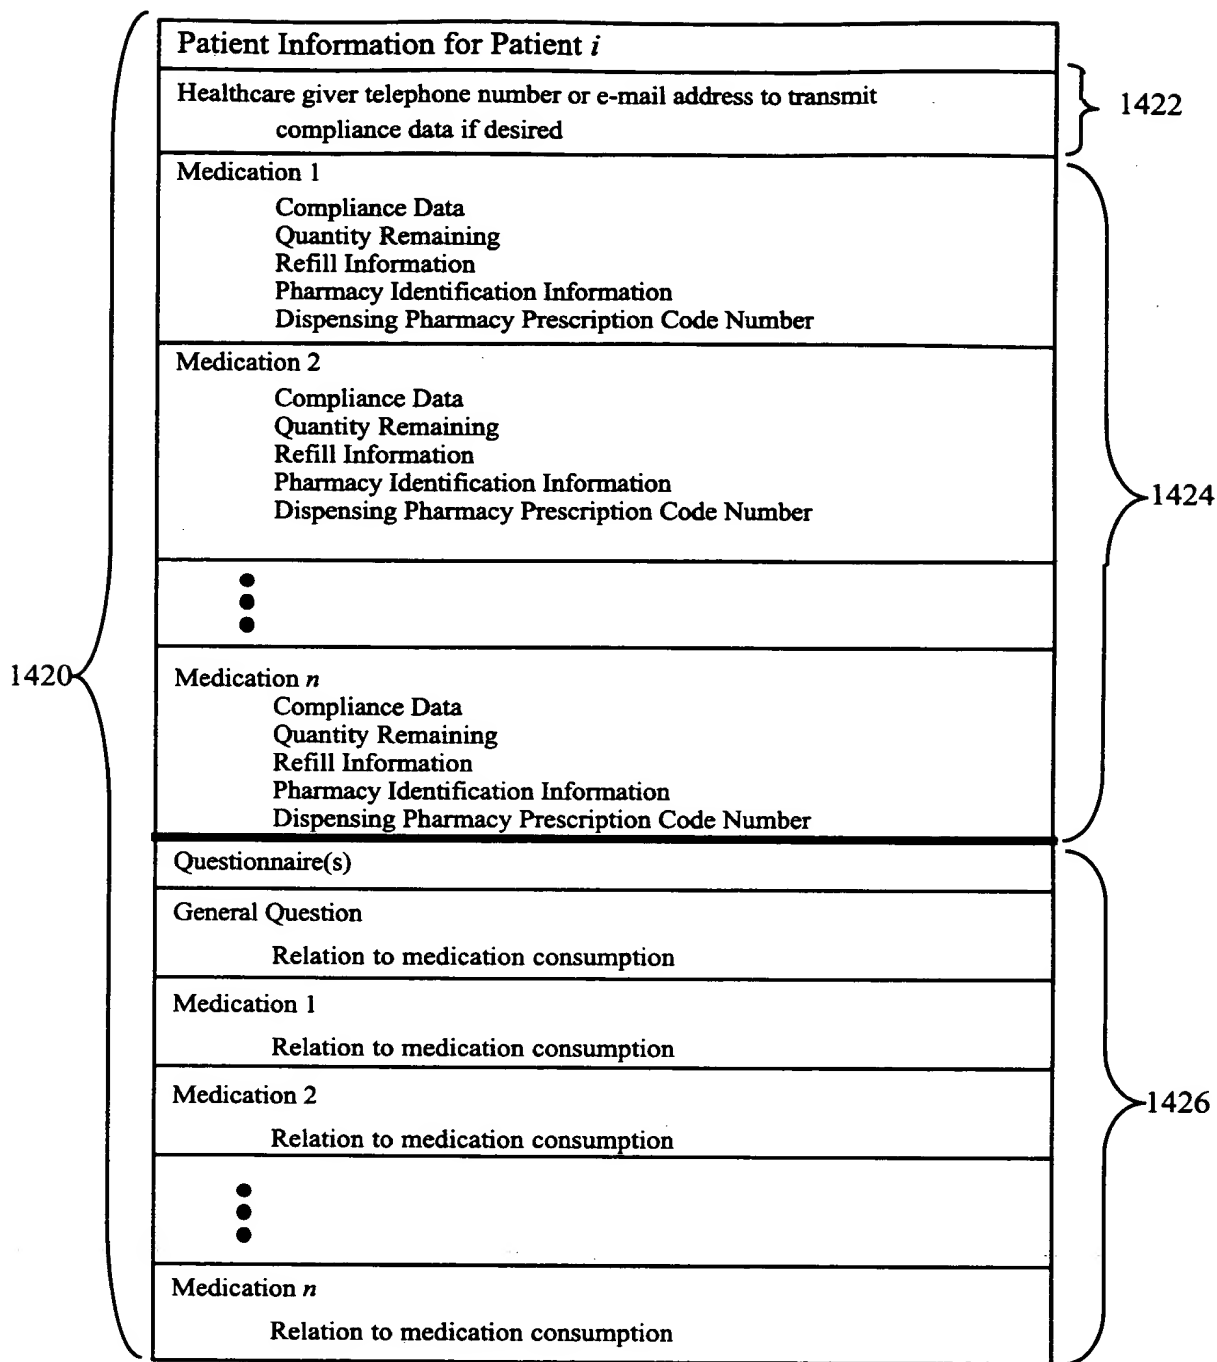 Patient Information for Patient i
Healthcare giver telephone number or e-mail address to transmit
compliance data if desired
1422
Medication 1
Compliance Data
Quantity Remaining
Refill Information
Pharmacy Identification Information
Dispensing Pharmacy Prescription Code Number
Medication 2
Compliance Data
Quantity Remaining
Refill Information
Pharmacy Identification Information
Dispensing Pharmacy Prescription Code Number
1424
1420
Medication n
Compliance Data
Quantity Remaining
Refill Information
Pharmacy Identification Information
Dispensing Pharmacy Prescription Code Number
Questionnaire(s)
General Question
Relation to medication consumption
Medication 1
Relation to medication consumption
Medication 2
Relation to medication consumption
1426
Medication n
Relation to medication consumption